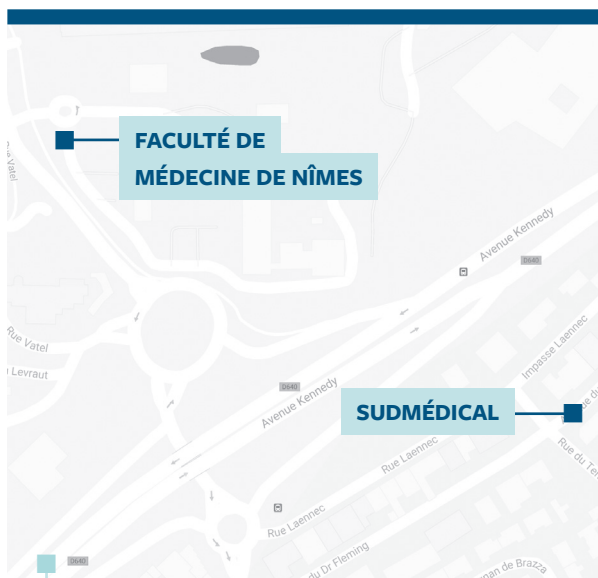 FACULTÉ DE
MÉDECINE DE NÎMES
Rue Vatel
Avenue Kennedy
D640
Rue Vatel
Levraut
Impasse Laennec
D640
Avenue Kennedy
SUDMÉDICAL
Rue Laennec
Rue du
Rue Laennec
du Dr Fleming
D640
de Brazza